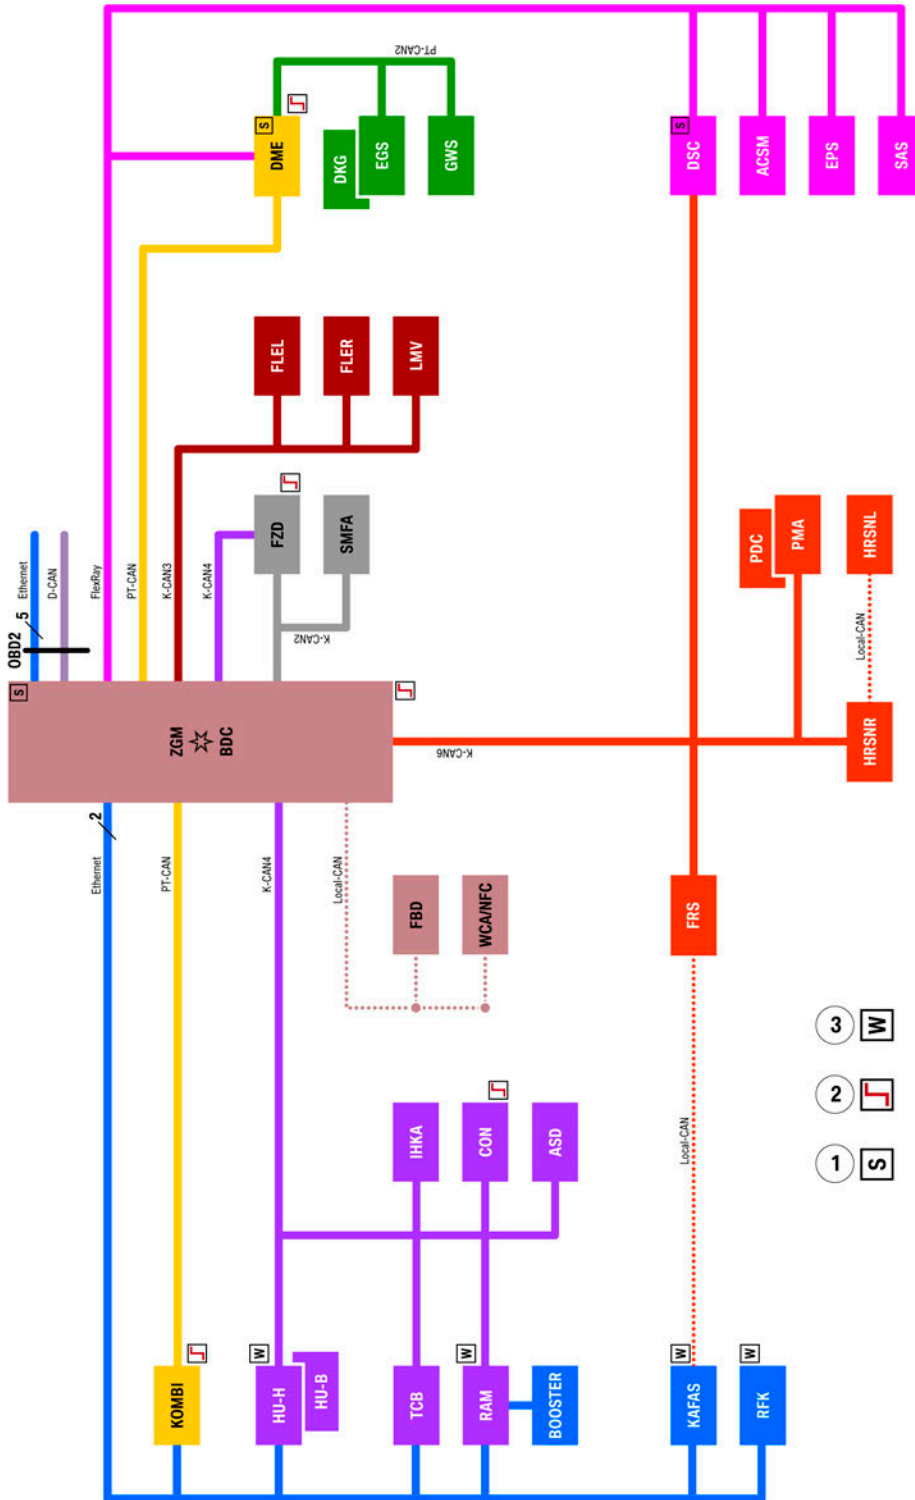 OBD2
S
5
Ethernet
D-CAN
Ethernet
2
FlexRay
PT-CAN
PT-CAN
ZGM
K-CAN3
KOMBI
BDC
K-CAN4
W
K-CAN4
S
HU-H
FZD
FLEL
DME
K-CAN2
HU-B
Local-CAN
SMFA
FLER
DKG
EGS
PT-CAN2
TCB
IHKA
FBD
LMV
GWS
W
RAM
CON
WCA/NFC
K-CAN6
BOOSTER
ASD
W
KAFAS
Local-CAN
FRS
S
DSC
W
RFK
PDC
PMA
ACSM
1
2
3
EPS
S
W
HRSNR
Local-CAN
HRSNL
SAS